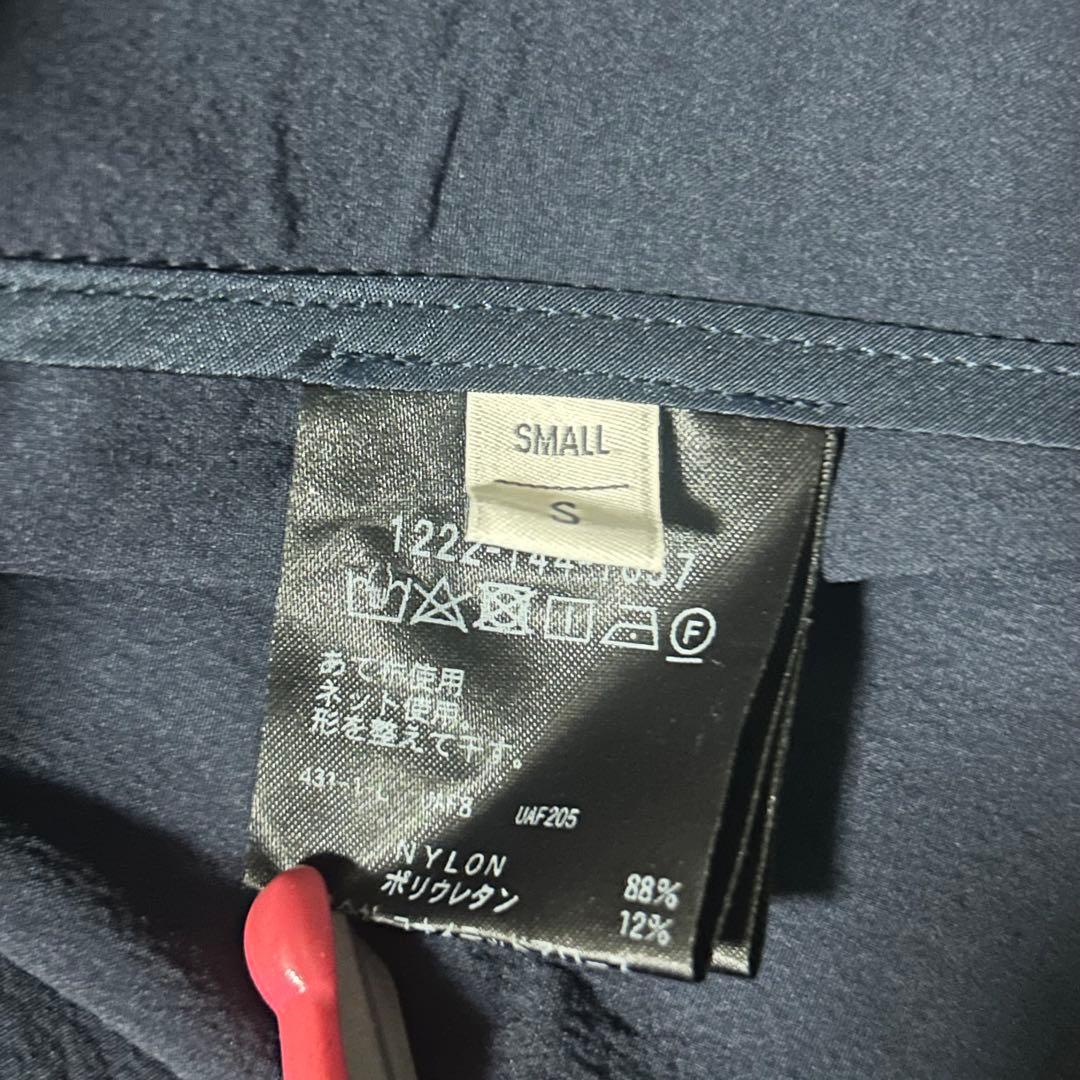 SMALL
S
あて布使用
ネット使用。
形を整えて干す。
UAF8 UAF205
NYLON 88%
ポリウレタン 12%